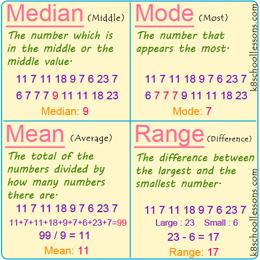 Median (Middle)
The number which is
in the middle or the
middle value.
11 7 11 18 9 7 6 23 7
6 7 7 7 9 11 11 18 23
Median: 9
Mode (Most)
The number that
appears the most.
11 7 11 18 9 7 6 23 7
6 7 7 7 9 11 11 18 23
Mode: 7
k8schoollessons.com
Mean (Average)
The total of the
numbers divided by
how many numbers
there are.
11 7 11 18 9 7 6 23 7
11+7+11+18+9+7+6+23+7=99
99 / 9 = 11
Mean: 11
Range (Difference)
The difference between
the largest and the
smallest number.
11 7 11 18 9 7 6 23 7
Large : 23 Small : 6
23 - 6 = 17
Range: 17
k8schoollessons.com